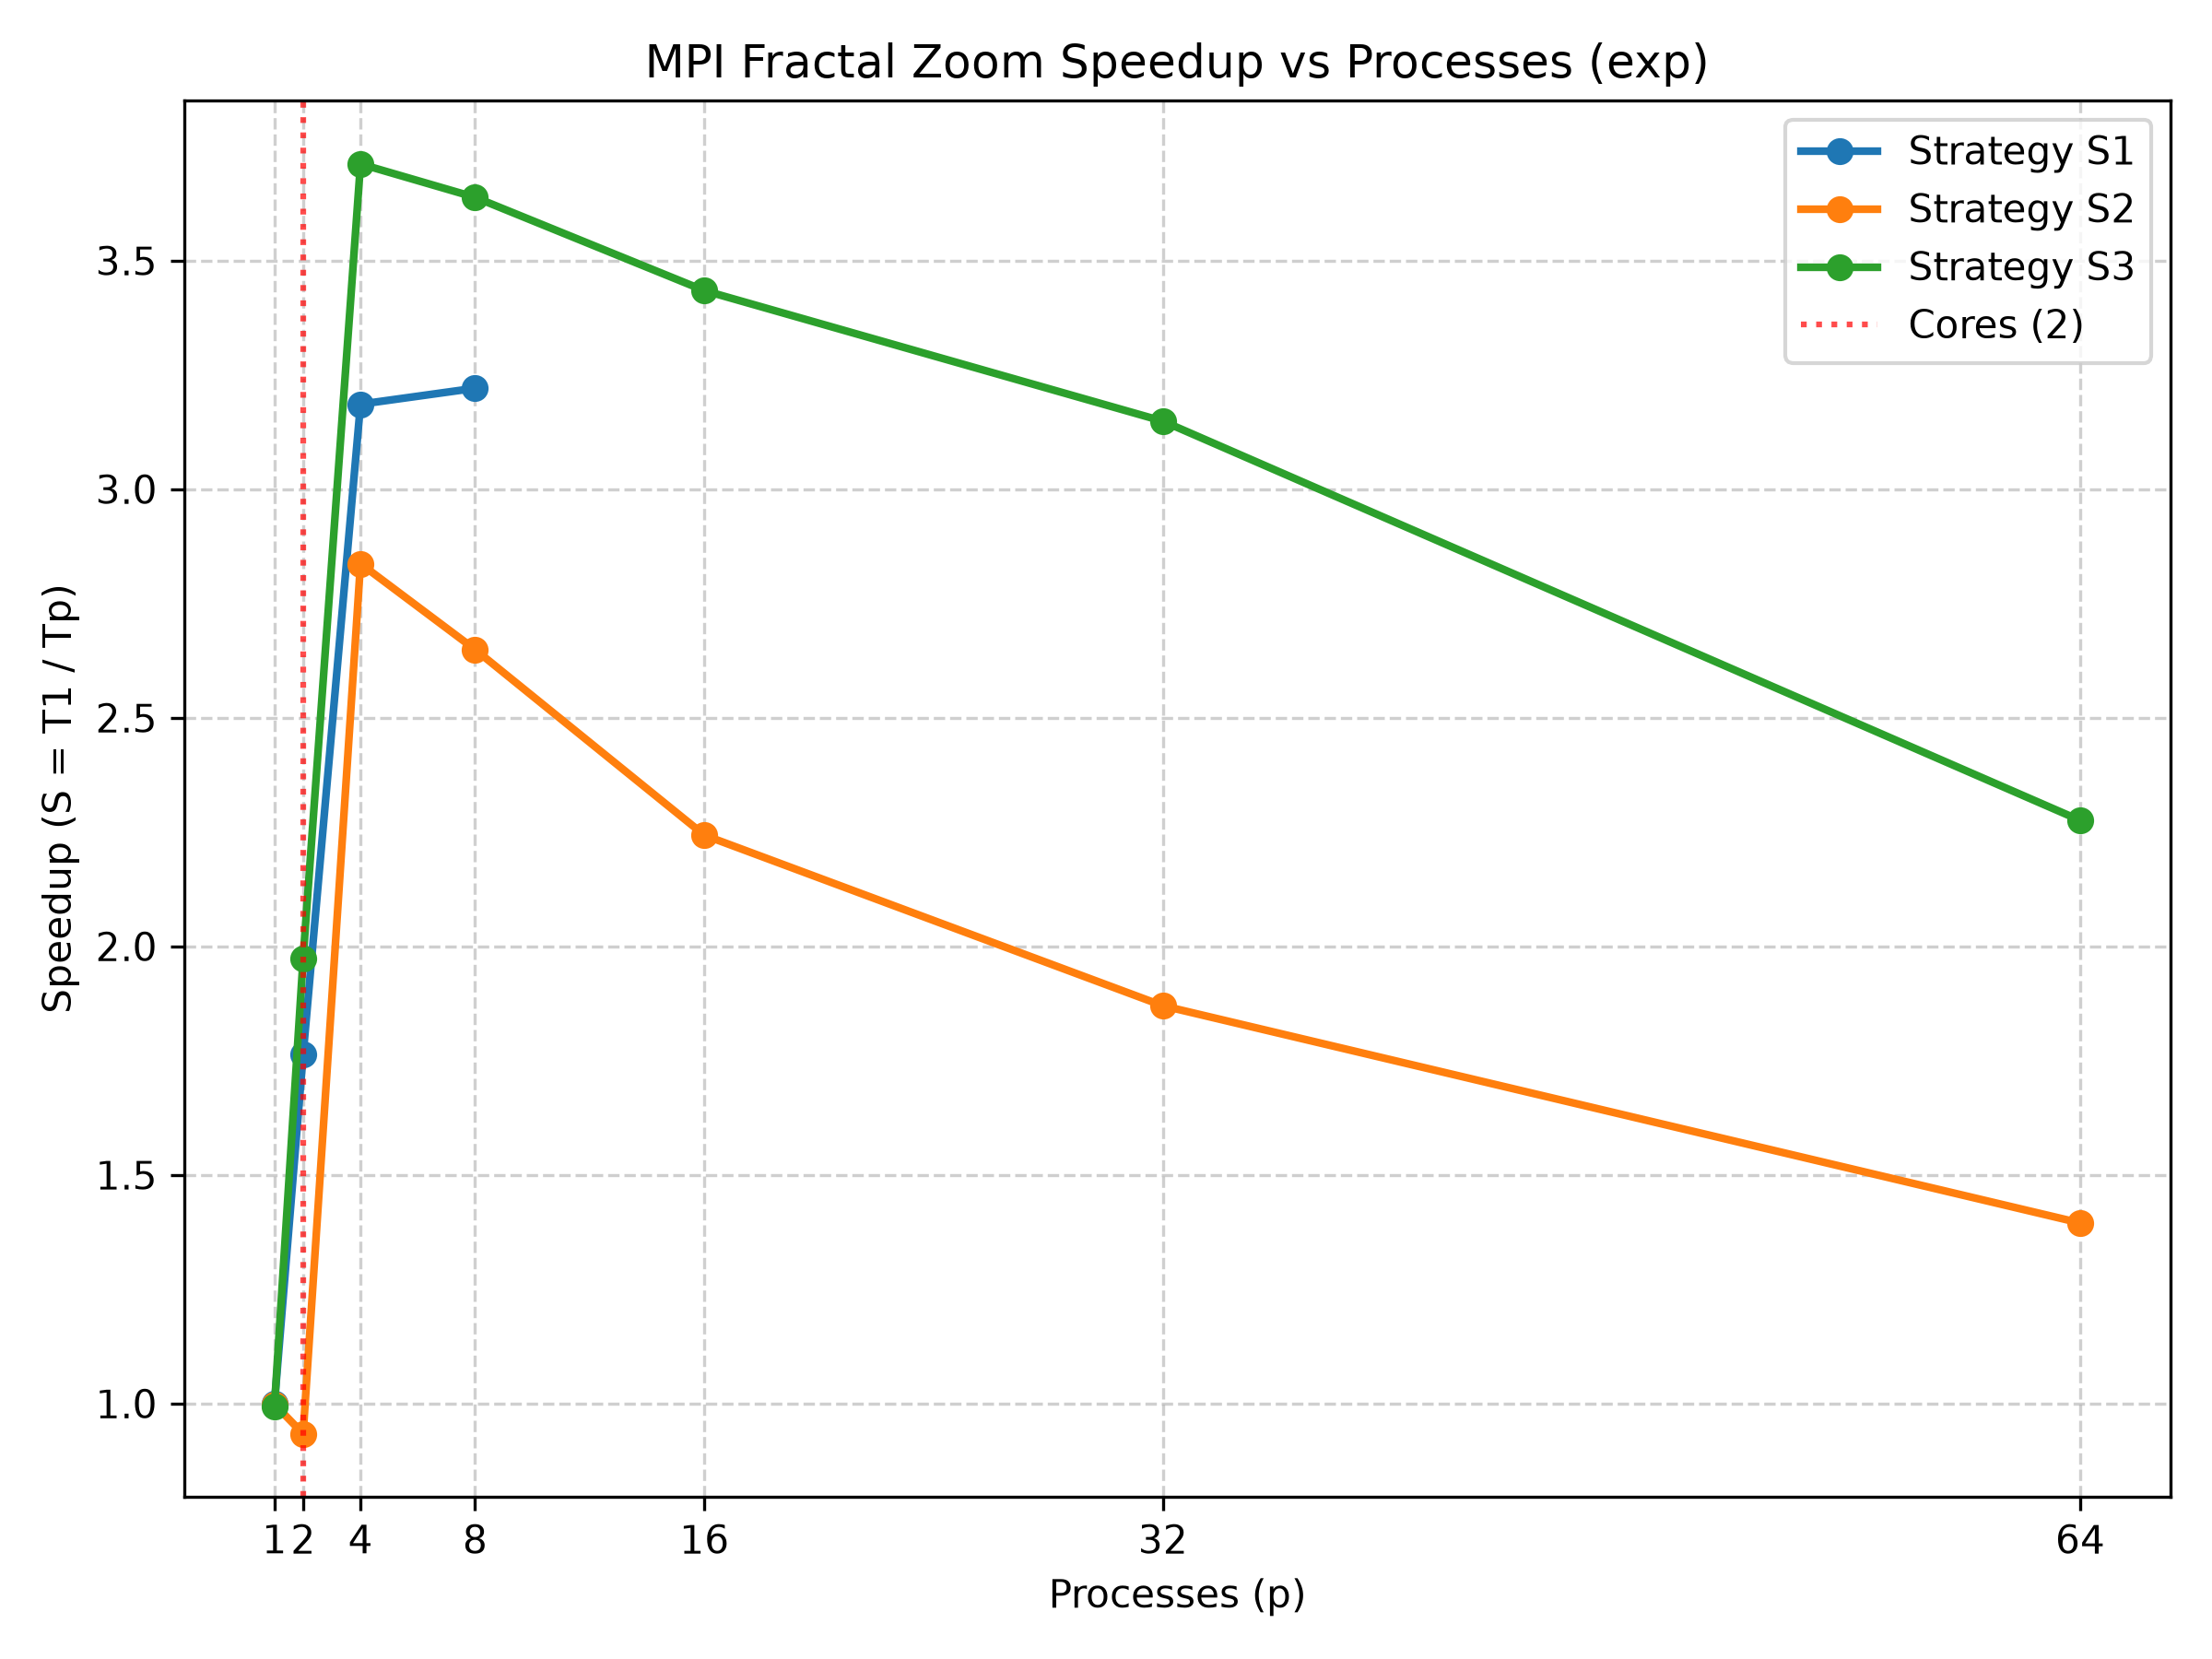 MPI Fractal Zoom Speedup vs Processes (exp)
Strategy S1
Strategy S2
Strategy S3
Cores (2)
Speedup (S = T1 / Tp)
3.5
3.0
2.5
2.0
1.5
1.0
1 2 4 8 16 32 64
Processes (p)